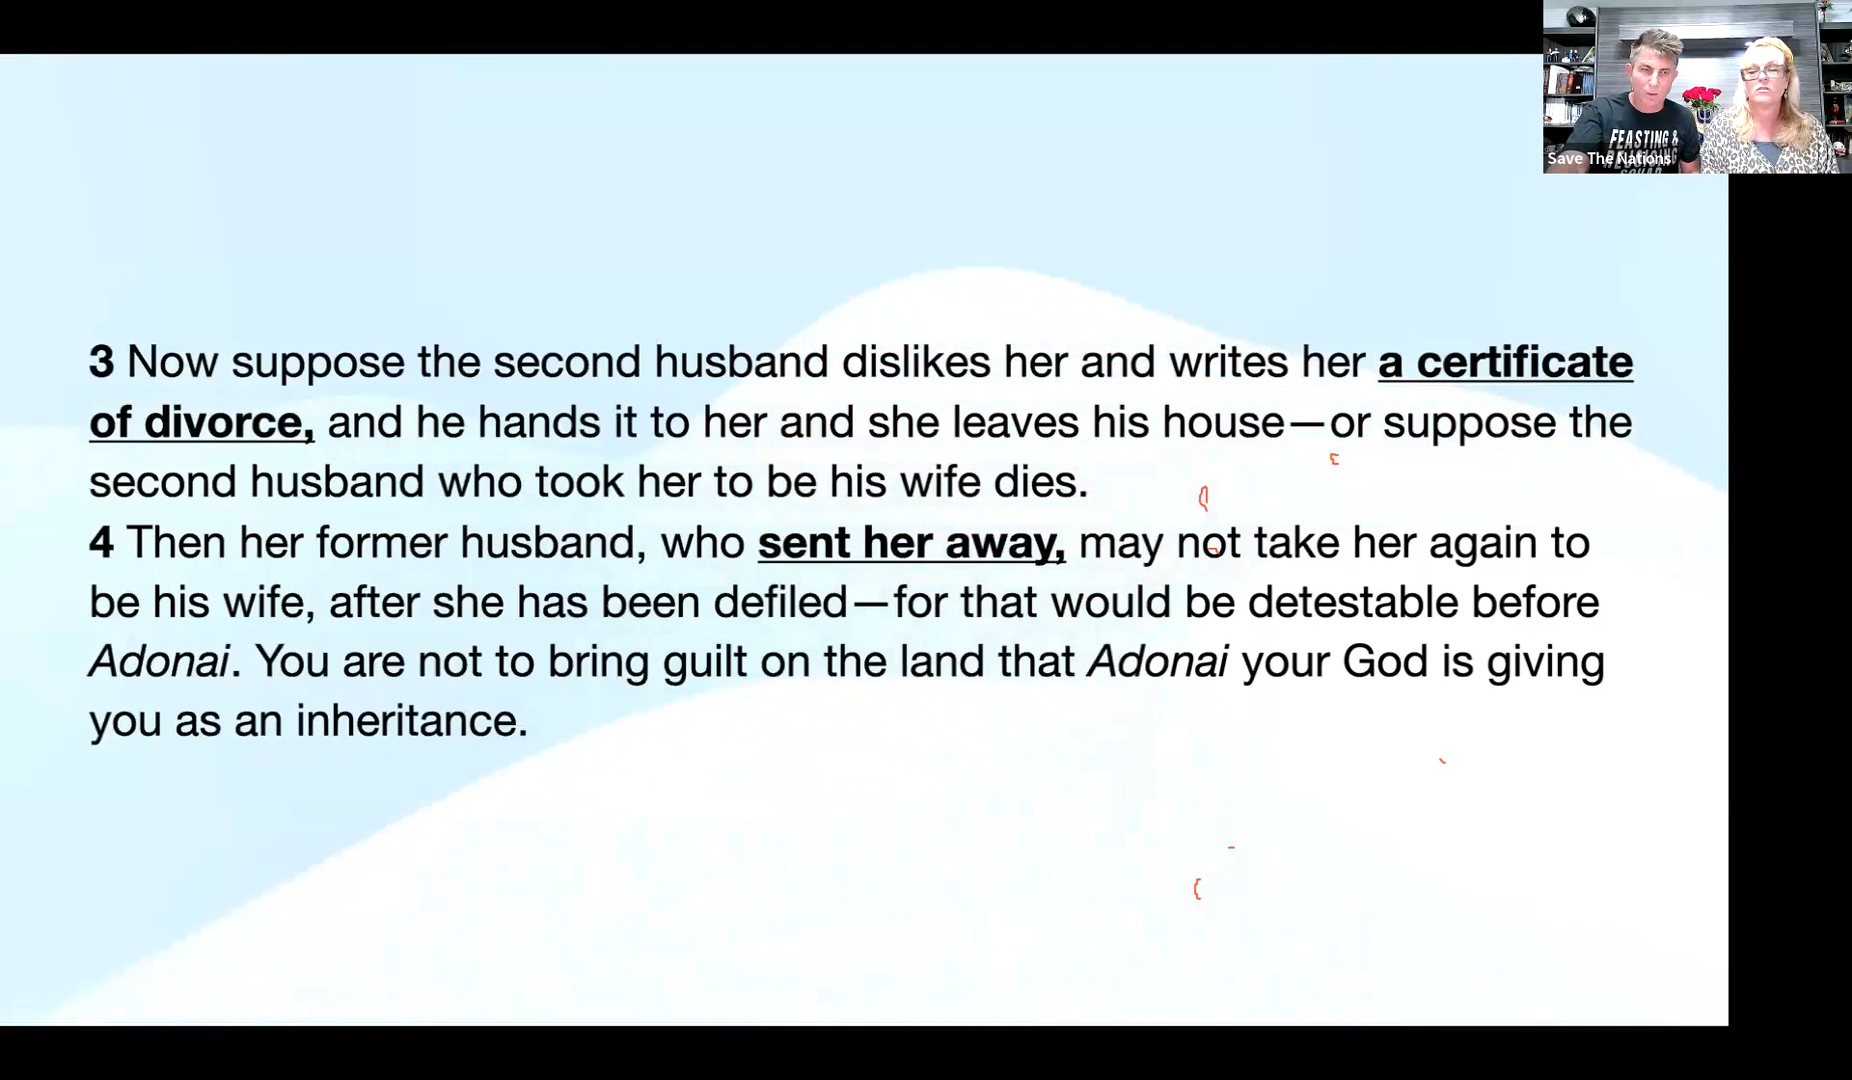 FEASTING &
Save The Nations
3 Now suppose the second husband dislikes her and writes her a certificate
of divorce, and he hands it to her and she leaves his house—or suppose the
second husband who took her to be his wife dies.
4 Then her former husband, who sent her away, may not take her again to
be his wife, after she has been defiled—for that would be detestable before
Adonai. You are not to bring guilt on the land that Adonai your God is giving
you as an inheritance.